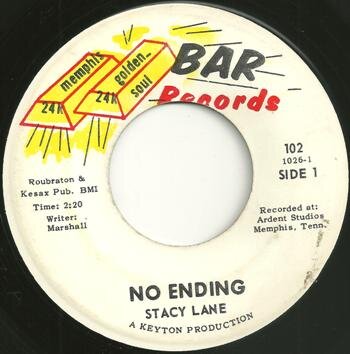 memphis
24K
golden
soul
24K
BAR
Records
102
1026-1
SIDE 1
Roubraton &
Kesax Pub. BMI
Time: 2:20
Writer:
Marshall
Recorded at:
Ardent Studios
Memphis, Tenn.
NO ENDING
STACY LANE
A KEYTON PRODUCTION